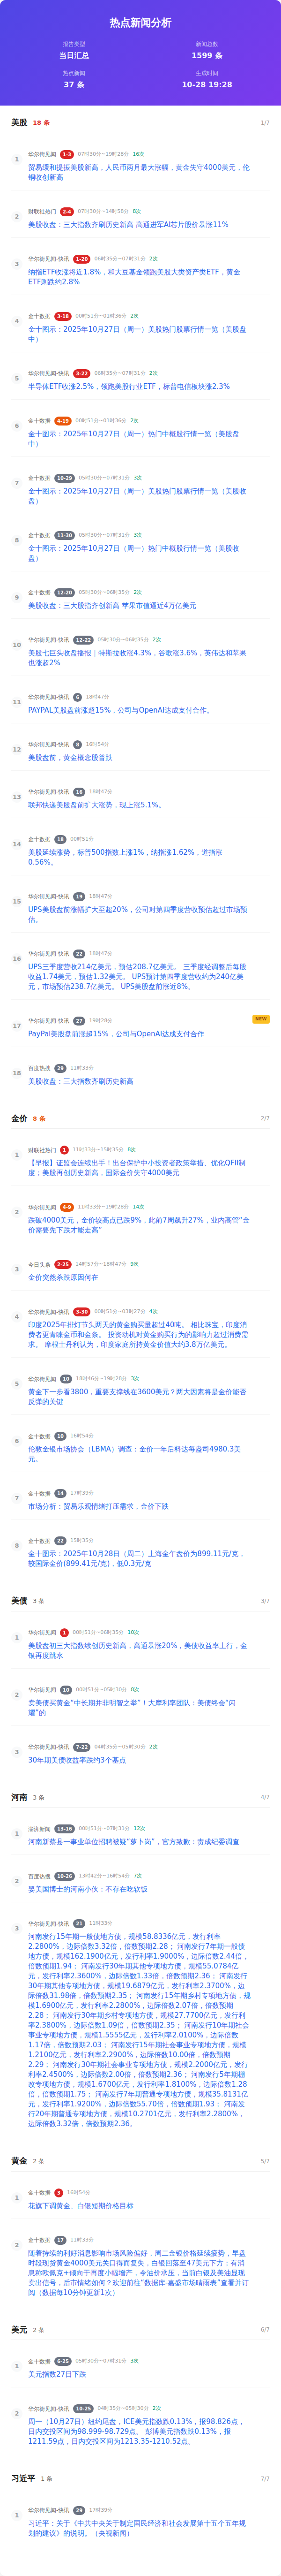 热点新闻分析
报告类型
当日汇总
新闻总数
1599 条
热点新闻
37 条
生成时间
10-28 19:28
美股 18 条 1/7
1
华尔街见闻 1-3 07时30分~19时28分 16次
贸易缓和提振美股新高，人民币两月最大涨幅，黄金失守4000美元，伦
铜收创新高
2
财联社热门 2-4 07时30分~14时58分 8次
美股收盘：三大指数齐刷历史新高 高通进军AI芯片股价暴涨11%
3
华尔街见闻-快讯 1-20 06时35分~07时31分 2次
纳指ETF收涨将近1.8%，和大豆基金领跑美股大类资产类ETF，黄金
ETF则跌约2.8%
4
金十数据 3-18 00时51分~01时36分 2次
金十图示：2025年10月27日（周一）美股热门股票行情一览（美股盘
中）
5
华尔街见闻-快讯 3-22 06时35分~07时31分 2次
半导体ETF收涨2.5%，领跑美股行业ETF，标普电信板块涨2.3%
6
金十数据 4-19 00时51分~01时36分 2次
金十图示：2025年10月27日（周一）热门中概股行情一览（美股盘
中）
7
金十数据 10-29 05时30分~07时31分 3次
金十图示：2025年10月27日（周一）美股热门股票行情一览（美股收
盘）
8
金十数据 11-30 05时30分~07时31分 3次
金十图示：2025年10月27日（周一）热门中概股行情一览（美股收
盘）
9
金十数据 12-20 05时30分~06时35分 2次
美股收盘：三大股指齐创新高 苹果市值逼近4万亿美元
10
华尔街见闻-快讯 12-22 05时30分~06时35分 2次
美股七巨头收盘播报｜特斯拉收涨4.3%，谷歌涨3.6%，英伟达和苹果
也涨超2%
11
华尔街见闻-快讯 6 18时47分
PAYPAL美股盘前涨超15%，公司与OpenAI达成支付合作。
12
华尔街见闻-快讯 8 16时54分
美股盘前，黄金概念股普跌
13
华尔街见闻-快讯 16 18时47分
联邦快递美股盘前扩大涨势，现上涨5.1%。
14
金十数据 18 00时51分
美股延续涨势，标普500指数上涨1%，纳指涨1.62%，道指涨
0.56%。
15
华尔街见闻-快讯 19 18时47分
UPS美股盘前涨幅扩大至超20%，公司对第四季度营收预估超过市场预
估。
16
华尔街见闻-快讯 22 18时47分
UPS三季度营收214亿美元，预估208.7亿美元。 三季度经调整后每股
收益1.74美元，预估1.32美元。 UPS预计第四季度营收约为240亿美
元，市场预估238.7亿美元。 UPS美股盘前涨近8%。
17
华尔街见闻-快讯 27 19时28分 NEW
PayPal美股盘前涨超15%，公司与OpenAI达成支付合作
18
百度热搜 29 11时33分
美股收盘：三大指数齐刷历史新高
金价 8 条 2/7
1
财联社热门 1 11时33分~15时35分 8次
【早报】证监会连续出手！出台保护中小投资者政策举措、优化QFII制
度；美股再创历史新高，国际金价失守4000美元
2
华尔街见闻 4-9 11时33分~19时28分 14次
跌破4000美元，金价较高点已跌9%，此前7周飙升27%，业内高管“金
价需要先下跌才能走高”
3
今日头条 2-25 14时57分~18时47分 9次
金价突然杀跌原因何在
4
华尔街见闻-快讯 3-30 00时51分~03时27分 4次
印度2025年排灯节头两天的黄金购买量超过40吨。 相比珠宝，印度消
费者更青睐金币和金条。 投资动机对黄金购买行为的影响力超过消费需
求。 摩根士丹利认为，印度家庭所持黄金价值大约3.8万亿美元。
5
华尔街见闻 10 18时46分~19时28分 3次
黄金下一步看3800，重要支撑线在3600美元？两大因素将是金价能否
反弹的关键
6
金十数据 10 16时54分
伦敦金银市场协会（LBMA）调查：金价一年后料达每盎司4980.3美
元。
7
金十数据 14 17时39分
市场分析：贸易乐观情绪打压需求，金价下跌
8
金十数据 22 15时35分
金十图示：2025年10月28日（周二）上海金午盘价为899.11元/克，
较国际金价(899.41元/克)，低0.3元/克
美债 3 条 3/7
1
华尔街见闻 1 00时51分~06时35分 10次
美股盘初三大指数续创历史新高，高通暴涨20%，美债收益率上行，金
银再度跳水
2
华尔街见闻 10 00时51分~05时30分 8次
卖美债买黄金“中长期并非明智之举”！大摩利率团队：美债终会“闪
耀”的
3
华尔街见闻-快讯 7-22 04时35分~05时30分 2次
30年期美债收益率跌约3个基点
河南 3 条 4/7
1
澎湃新闻 13-16 00时51分~07时31分 12次
河南新蔡县一事业单位招聘被疑“萝卜岗”，官方致歉：责成纪委调查
2
百度热搜 10-26 13时42分~16时54分 7次
娶美国博士的河南小伙：不存在吃软饭
3
华尔街见闻-快讯 21 11时33分
河南发行15年期一般债地方债，规模58.8336亿元，发行利率
2.2800%，边际倍数3.32倍，倍数预期2.28； 河南发行7年期一般债
地方债，规模162.1900亿元，发行利率1.9000%，边际倍数2.44倍，
倍数预期1.94； 河南发行30年期其他专项地方债，规模55.0784亿
元，发行利率2.3600%，边际倍数1.33倍，倍数预期2.36； 河南发行
30年期其他专项地方债，规模19.6879亿元，发行利率2.3700%，边
际倍数31.98倍，倍数预期2.35； 河南发行15年期乡村专项地方债，规
模1.6900亿元，发行利率2.2800%，边际倍数2.07倍，倍数预期
2.28； 河南发行30年期乡村专项地方债，规模27.7700亿元，发行利
率2.3800%，边际倍数1.09倍，倍数预期2.35； 河南发行10年期社会
事业专项地方债，规模1.5555亿元，发行利率2.0100%，边际倍数
1.17倍，倍数预期2.03； 河南发行15年期社会事业专项地方债，规模
1.2100亿元，发行利率2.2900%，边际倍数10.00倍，倍数预期
2.29； 河南发行30年期社会事业专项地方债，规模2.2000亿元，发行
利率2.4500%，边际倍数2.00倍，倍数预期2.36； 河南发行5年期棚
改专项地方债，规模1.6700亿元，发行利率1.8100%，边际倍数1.28
倍，倍数预期1.75； 河南发行7年期普通专项地方债，规模35.8131亿
元，发行利率1.9200%，边际倍数55.70倍，倍数预期1.93； 河南发
行20年期普通专项地方债，规模10.2701亿元，发行利率2.2800%，
边际倍数3.32倍，倍数预期2.36。
黄金 2 条 5/7
1
金十数据 3 16时54分
花旗下调黄金、白银短期价格目标
2
金十数据 17 11时33分
随着持续的利好消息影响市场风险偏好，周二金银价格延续疲势，早盘
时段现货黄金4000美元关口得而复失，白银回落至47美元下方；有消
息称欧佩克+倾向于再度小幅增产，令油价承压，当前白银及美油显现
卖出信号，后市情绪如何？欢迎前往“数据库-嘉盛市场晴雨表”查看并订
阅（数据每10分钟更新1次）
美元 2 条 6/7
1
金十数据 6-25 05时30分~07时31分 3次
美元指数27日下跌
2
华尔街见闻-快讯 10-25 04时35分~05时30分 2次
周一（10月27日）纽约尾盘，ICE美元指数跌0.13%，报98.826点，
日内交投区间为98.999-98.729点。 彭博美元指数跌0.13%，报
1211.59点，日内交投区间为1213.35-1210.52点。
习近平 1 条 7/7
1
华尔街见闻-快讯 29 17时39分
习近平：关于《中共中央关于制定国民经济和社会发展第十五个五年规
划的建议》的说明。（央视新闻）